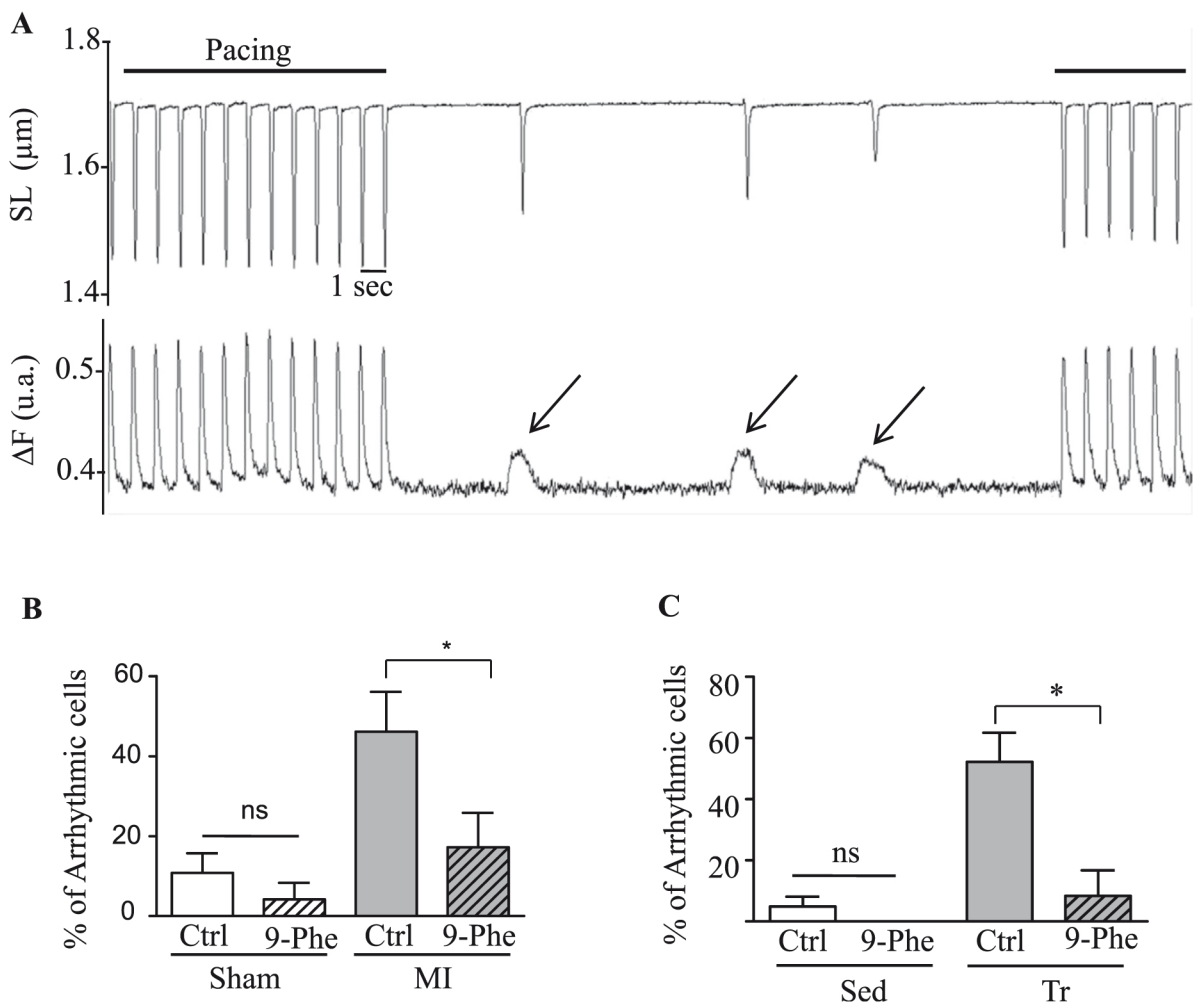 A
Pacing
1.8
1.6
1.4
SL (µm)
1 sec
0.5
0.4
ΔF (u.a.)
B
% of Arrhythmic cells
60
40
20
0
ns
*
Ctrl 9-Phe Ctrl 9-Phe
Sham MI
C
% of Arrhythmic cells
80
60
40
20
ns
*
Ctrl 9-Phe Ctrl 9-Phe
Sed Tr